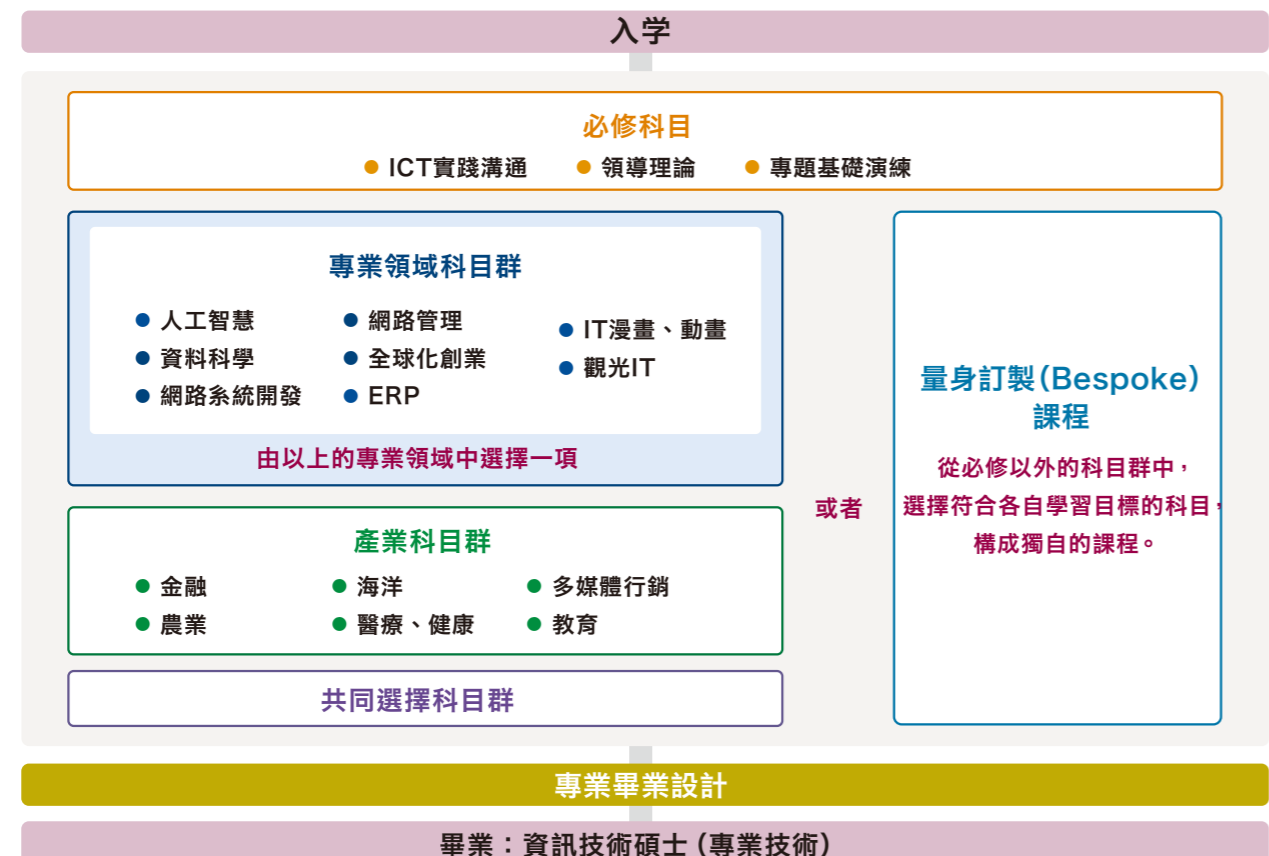 入学
必修科目
● ICT實踐溝通 ● 領導理論 ● 專題基礎演練
專業領域科目群
● 人工智慧
● 資料科學
● 網路系統開發
● 網路管理
● 全球化創業
● ERP
● IT漫畫、動畫
● 觀光IT
由以上的專業領域中選擇一項
產業科目群
● 金融
● 農業
● 海洋
● 醫療、健康
● 多媒體行銷
● 教育
共同選擇科目群
或者
量身訂製(Bespoke)
課程
從必修以外的科目群中，
選擇符合各自學習目標的科目，
構成獨自的課程。
專業畢業設計
畢業：資訊技術碩士(專業技術)